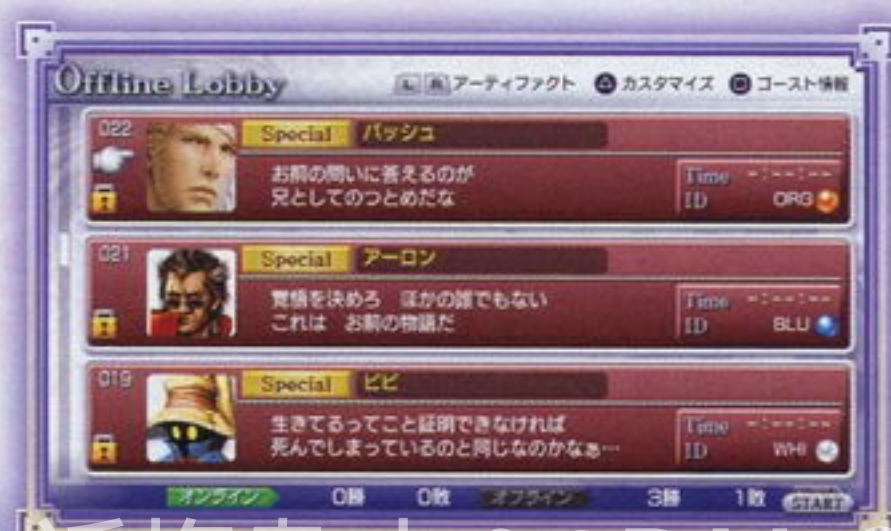 Offline Lobby
L R アーティファクト △ カスタマイズ □ ゴースト情報
022
Special バッシュ
お前の問いに答えるのが
兄としてのつとめだな
Time -:--:--
ID ORG
021
Special アーロン
覚悟を決めろ ほかの誰でもない
これは お前の物語だ
Time -:--:--
ID BLU
019
Special ビビ
生きてるってこと証明できなければ
死んでしまっているのと同じなのかなぁ…
Time -:--:--
ID WHI
オンライン 0勝 0敗 オフライン 3勝 1敗 START